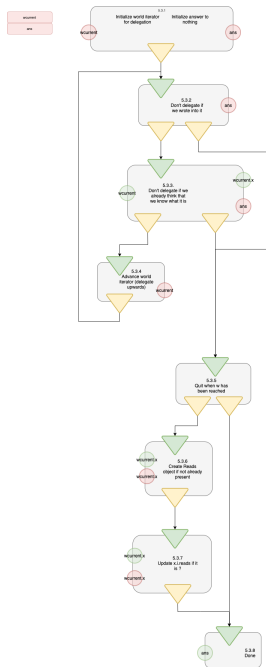 5.3.1
Initialize world iterator
for delegation
Initialize answer to
nothing
wcurrent
ans
wcurrent
ans
5.3.2
Don't delegate if
we wrote into it
ans
5.3.3.
Don't delegate if we
already think that
we know what it is
wcurrent
wcurrent.x
ans
5.3.4
Advance world
iterator (delegate
upwards)
wcurrent
5.3.5
Quit when w has
been reached
5.3.6
Create Reads
object if not already
present
wcurrent.x
wcurrent.x
5.3.7
Update x.i.reads if it
is ?
wcurrent.x
wcurrent.x
5.3.8
Done
ans